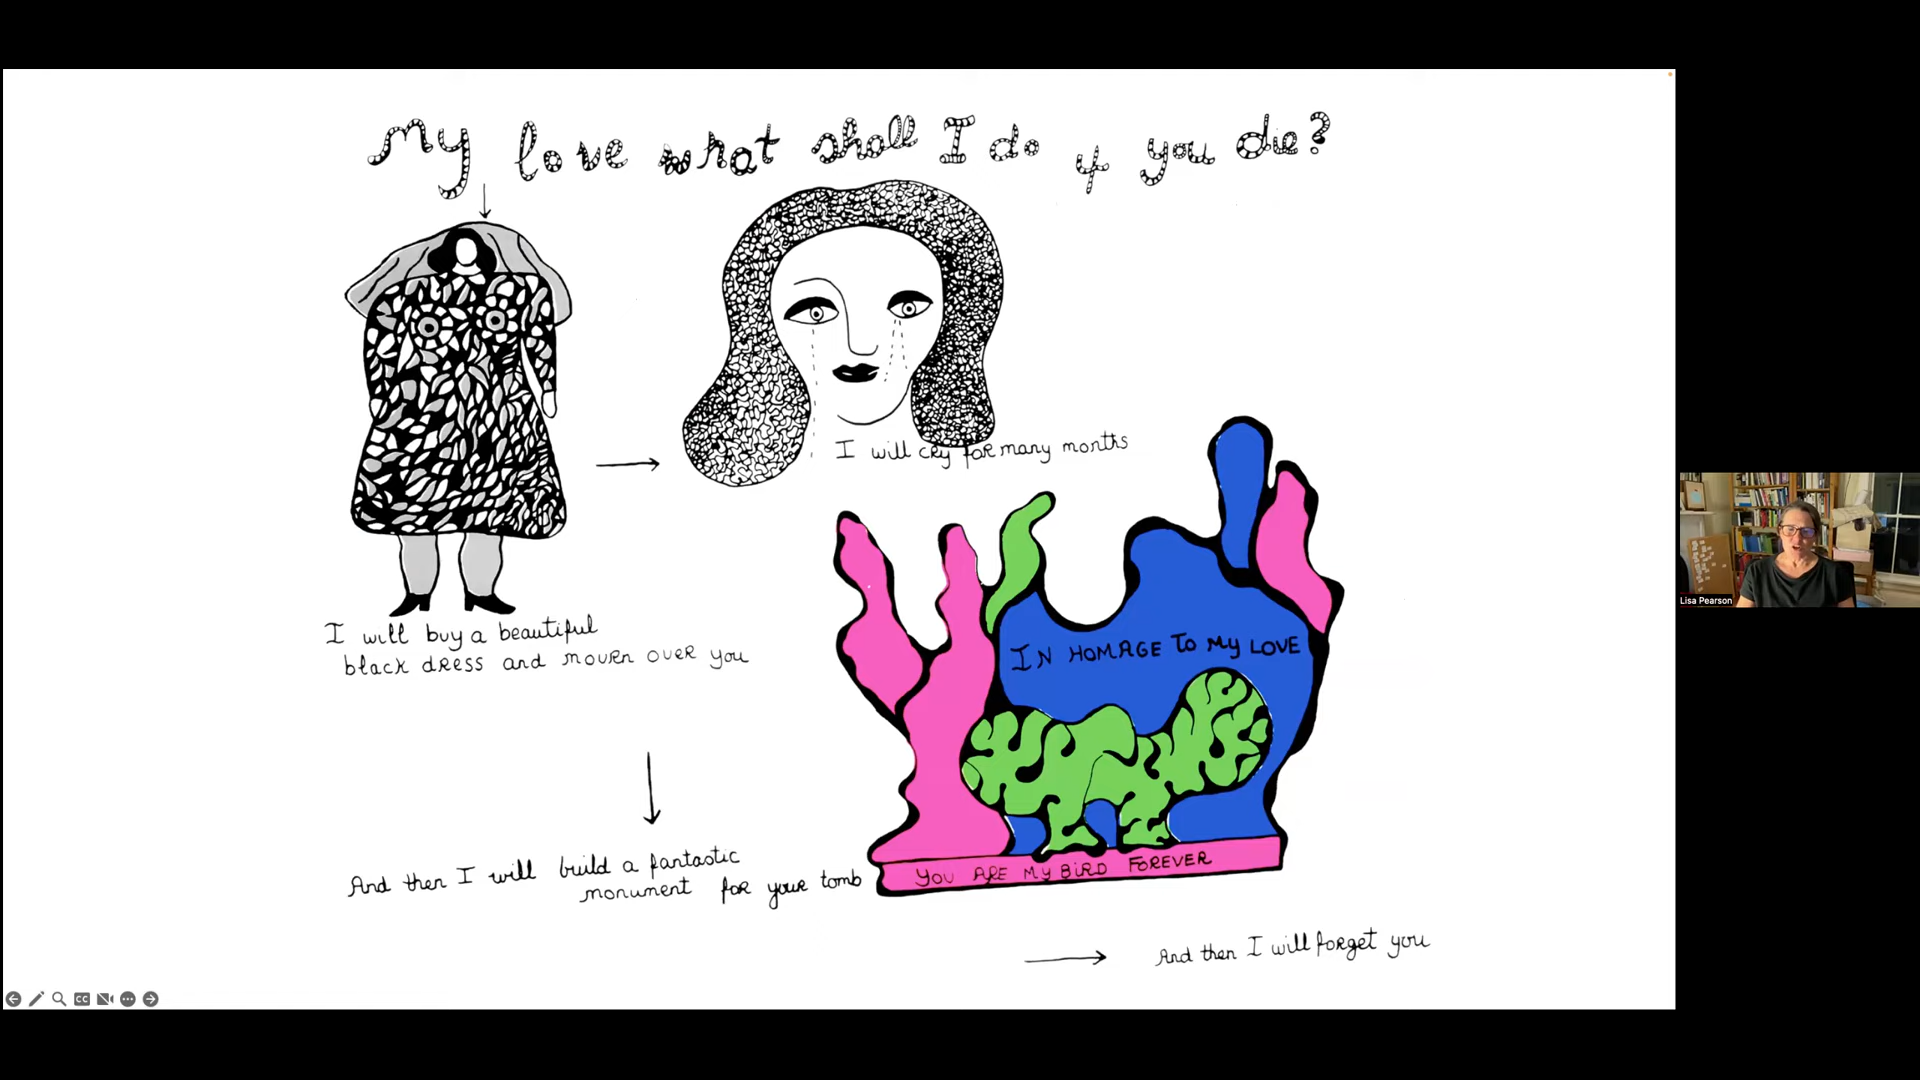 My love what shall I do if you die?
I will cry for many months
I will buy a beautiful
black dress and mourn over you
IN HOMAGE TO MY LOVE
And then I will build a fantastic
monument for your tomb
YOU ARE MY BIRD FOREVER
And then I will forget you
Lisa Pearson
CC